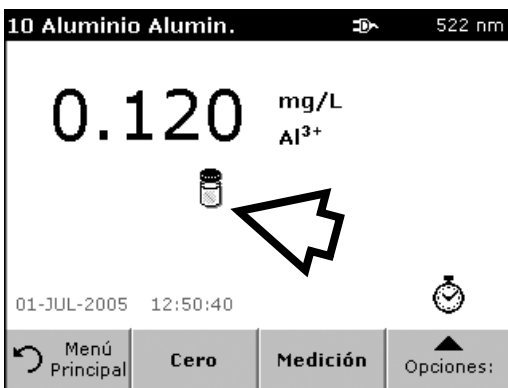 10 Aluminio Alumin. 522 nm
0.120 mg/L
Al³⁺
01-JUL-2005 12:50:40
Menú
Principal
Cero
Medición
Opciones: